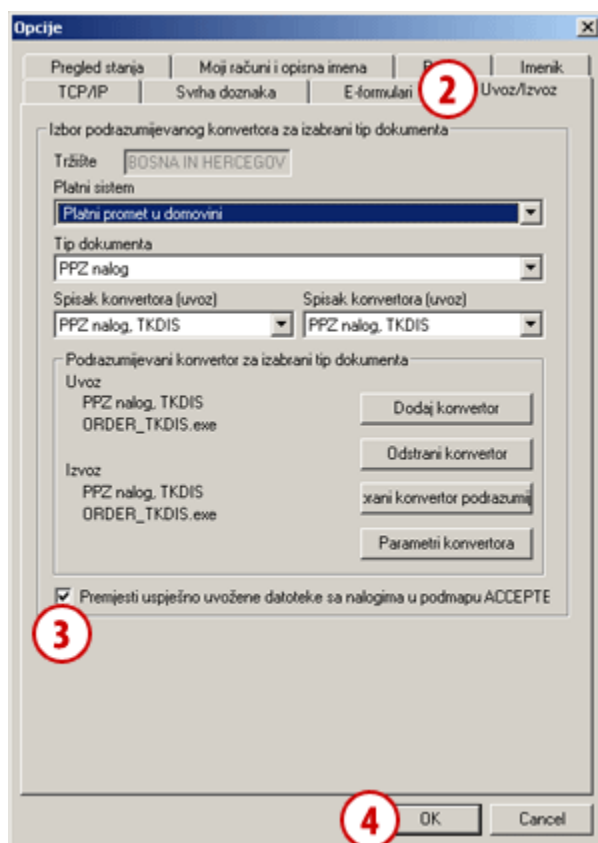 Opcije
Pregled stanja
Moji računi i opisna imena
Imenik
TCP/IP
Svrha doznaka
E-formulari
2
Uvoz/Izvoz
Izbor podrazumijevanog konvertora za izabrani tip dokumenta
Tržište BOSNA IN HERCEGOV
Platni sistem
Platni promet u domovini
Tip dokumenta
PPZ nalog
Spisak konvertora (uvoz) Spisak konvertora (uvoz)
PPZ nalog, TKDIS PPZ nalog, TKDIS
Podrazumijevani konvertor za izabrani tip dokumenta
Uvoz
PPZ nalog, TKDIS
ORDER_TKDIS.exe
Izvoz
PPZ nalog, TKDIS
ORDER_TKDIS.exe
Dodaj konvertor
Odstrani konvertor
konvertor podrazumij
Parametri konvertora
Premjesti uspješno uvožene datoteke sa nalogima u podmapu ACCEPTE
3
4
OK
Cancel